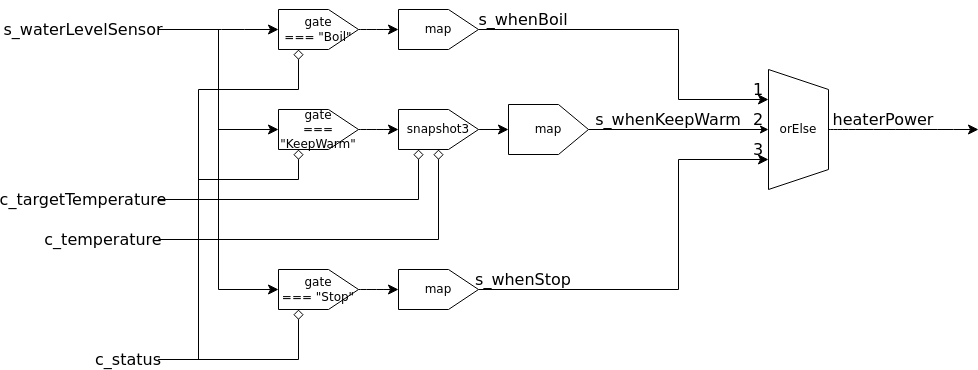 s_waterLevelSensor
gate
=== "Boil"
map
s_whenBoil
1
gate
===
"KeepWarm"
snapshot3
map
s_whenKeepWarm
2
orElse
heaterPower
3
c_targetTemperature
c_temperature
gate
=== "Stop"
map
s_whenStop
c_status